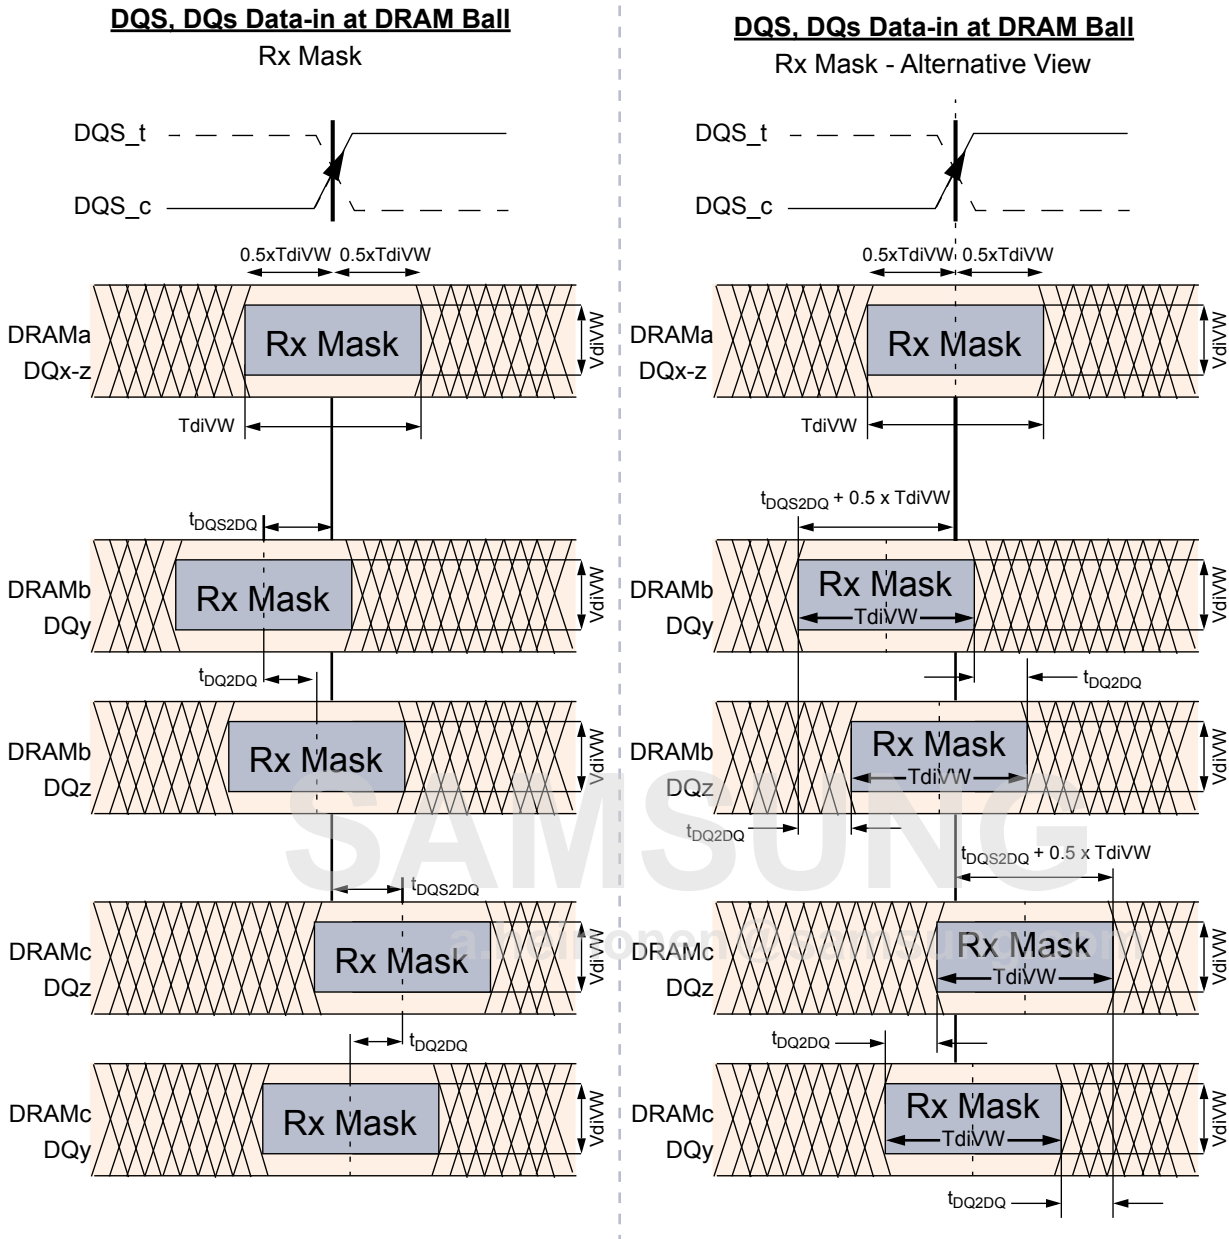 DQS, DQs Data-in at DRAM Ball
Rx Mask
DQS_t
DQS_c
0.5xTdiVW 0.5xTdiVW
DRAMa
DQx-z
Rx Mask
VdiVW
TdiVW
tDQS2DQ
DRAMb
DQy
Rx Mask
VdiVW
tDQ2DQ
DRAMb
DQz
Rx Mask
VdiVW
tDQS2DQ
DRAMc
DQz
Rx Mask
VdiVW
tDQ2DQ
DRAMc
DQy
Rx Mask
VdiVW
DQS, DQs Data-in at DRAM Ball
Rx Mask - Alternative View
DQS_t
DQS_c
0.5xTdiVW 0.5xTdiVW
DRAMa
DQx-z
Rx Mask
VdiVW
TdiVW
tDQS2DQ + 0.5 x TdiVW
DRAMb
DQy
Rx Mask
TdiVW
VdiVW
tDQ2DQ
DRAMb
DQz
Rx Mask
TdiVW
VdiVW
tDQ2DQ
tDQS2DQ + 0.5 x TdiVW
DRAMc
DQz
Rx Mask
TdiVW
VdiVW
tDQ2DQ
DRAMc
DQy
Rx Mask
TdiVW
VdiVW
tDQ2DQ
SAMSUNG